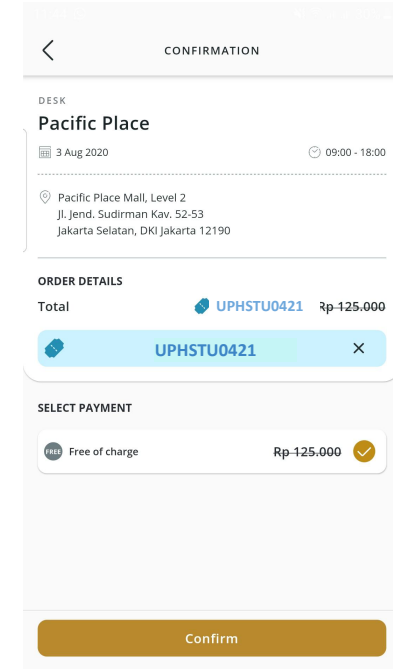 CONFIRMATION
DESK
Pacific Place
3 Aug 2020 09:00 - 18:00
Pacific Place Mall, Level 2
Jl. Jend. Sudirman Kav. 52-53
Jakarta Selatan, DKI Jakarta 12190
ORDER DETAILS
Total UPHSTU0421 Rp 125.000
UPHSTU0421
SELECT PAYMENT
FREE Free of charge Rp 125.000
Confirm